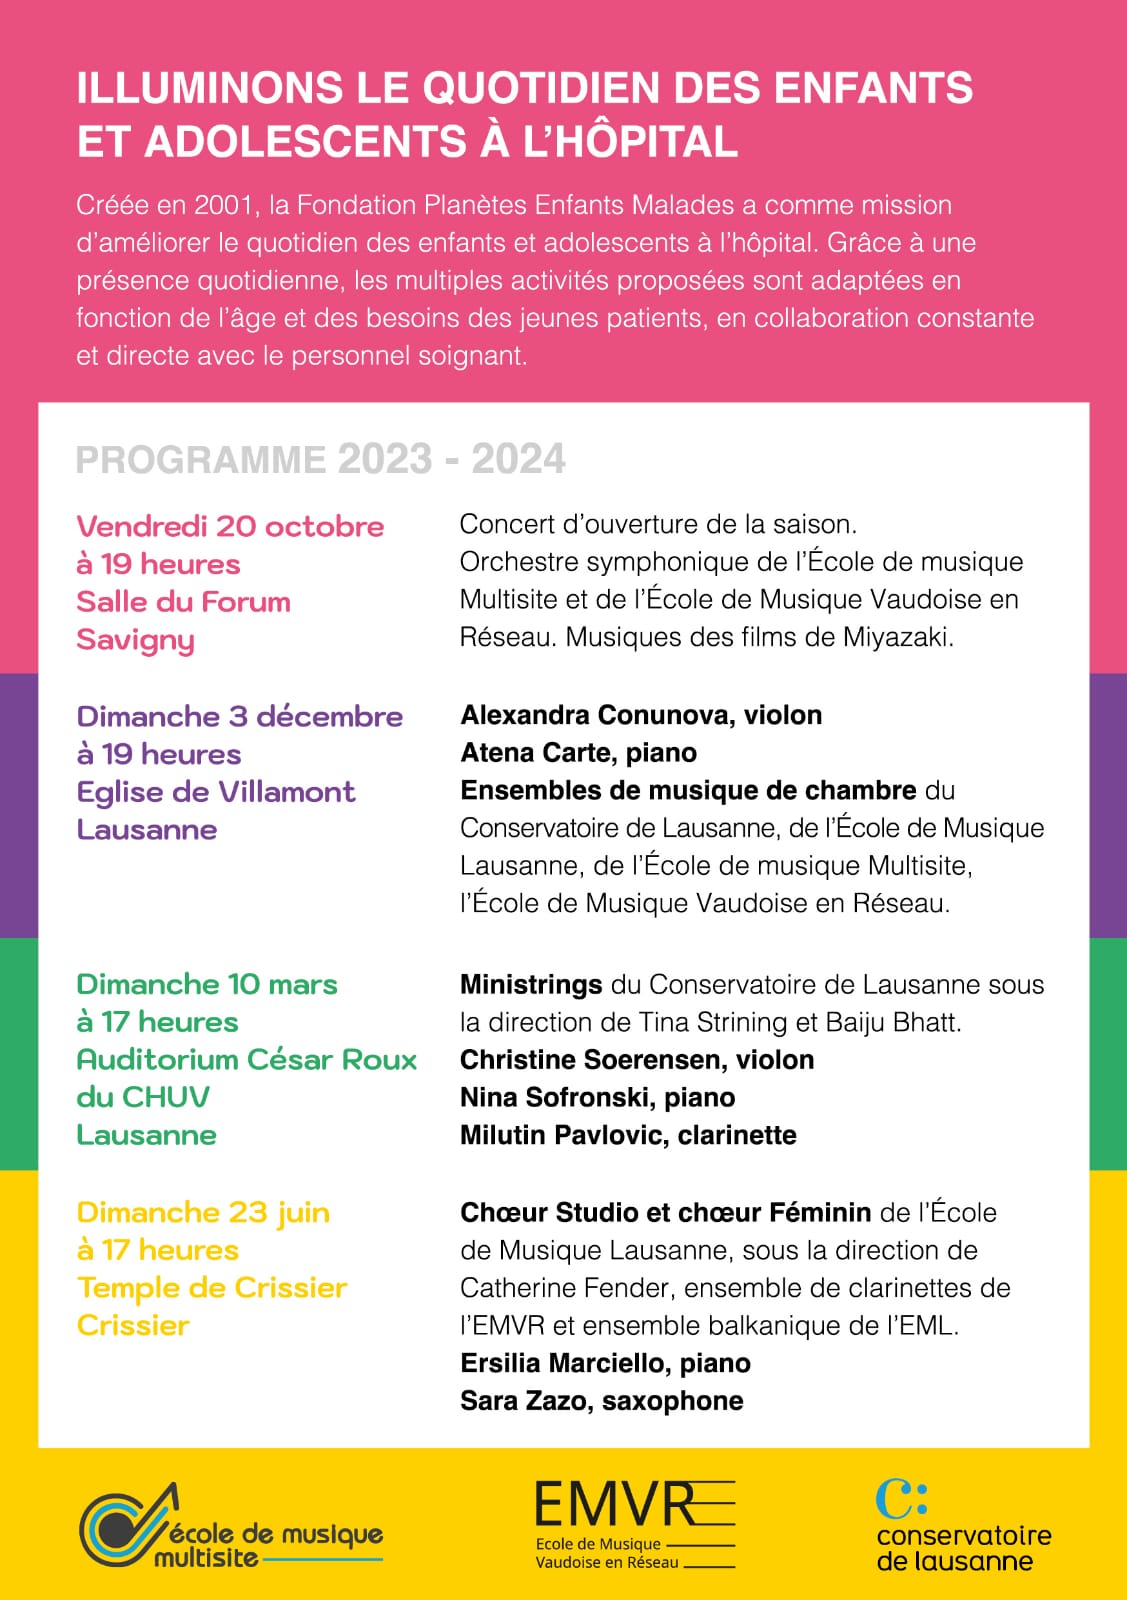 ILLUMINONS LE QUOTIDIEN DES ENFANTS
ET ADOLESCENTS À L'HÔPITAL
Créée en 2001, la Fondation Planètes Enfants Malades a comme mission
d'améliorer le quotidien des enfants et adolescents à l'hôpital. Grâce à une
présence quotidienne, les multiples activités proposées sont adaptées en
fonction de l'âge et des besoins des jeunes patients, en collaboration constante
et directe avec le personnel soignant.
PROGRAMME 2023 - 2024
Vendredi 20 octobre
à 19 heures
Salle du Forum
Savigny
Concert d'ouverture de la saison.
Orchestre symphonique de l'École de musique
Multisite et de l'École de Musique Vaudoise en
Réseau. Musiques des films de Miyazaki.
Dimanche 3 décembre
à 19 heures
Eglise de Villamont
Lausanne
Alexandra Conunova, violon
Atena Carte, piano
Ensembles de musique de chambre du
Conservatoire de Lausanne, de l'École de Musique
Lausanne, de l'École de musique Multisite,
l'École de Musique Vaudoise en Réseau.
Dimanche 10 mars
à 17 heures
Auditorium César Roux
du CHUV
Lausanne
Ministrings du Conservatoire de Lausanne sous
la direction de Tina Strining et Baiju Bhatt.
Christine Soerensen, violon
Nina Sofronski, piano
Milutin Pavlovic, clarinette
Dimanche 23 juin
à 17 heures
Temple de Crissier
Crissier
Chœur Studio et chœur Féminin de l'École
de Musique Lausanne, sous la direction de
Catherine Fender, ensemble de clarinettes de
l'EMVR et ensemble balkanique de l'EML.
Ersilia Marciello, piano
Sara Zazo, saxophone
école de musique
multisite
EMVR
Ecole de Musique
Vaudoise en Réseau
c:
conservatoire
de lausanne